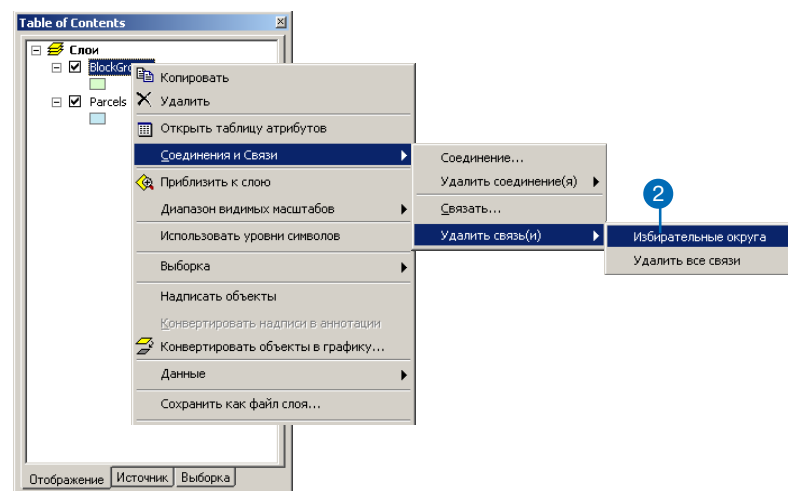 Table of Contents
Слои
BlockGro
Parcels
Копировать
Удалить
Открыть таблицу атрибутов
Соединения и Связи
Приблизить к слою
Диапазон видимых масштабов
Использовать уровни символов
Выборка
Надписать объекты
Конвертировать надписи в аннотации
Конвертировать объекты в графику...
Данные
Сохранить как файл слоя...
Соединение...
Удалить соединение(я)
Связать...
Удалить связь(и)
2
Избирательные округа
Удалить все связи
Отображение Источник Выборка